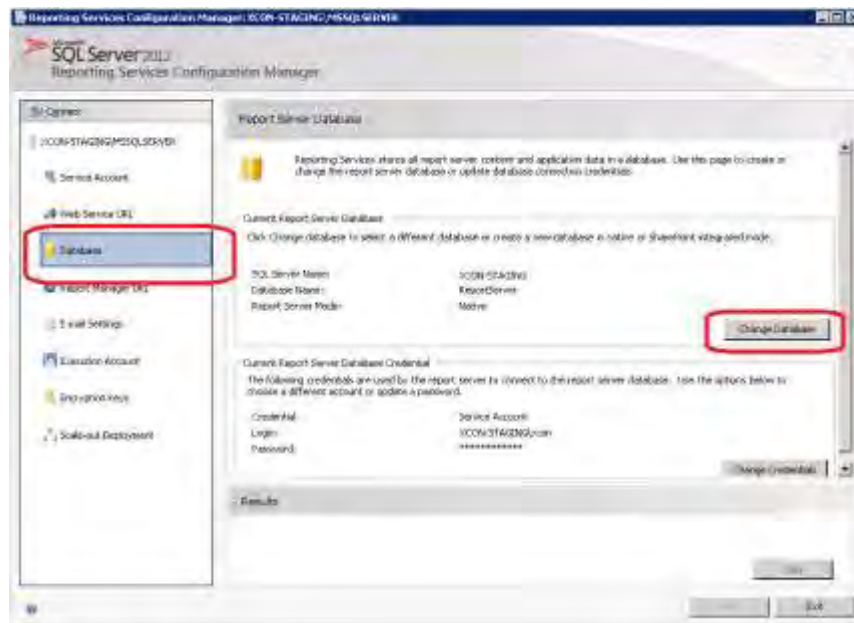 Reporting Services Configuration Manager: XCON-STAGING\MSSQLSERVER
Microsoft
SQL Server 2012
Reporting Services Configuration Manager
Connect
XCON-STAGING\MSSQLSERVER
Service Account
Web Service URL
Database
Report Manager URL
E-mail Settings
Execution Account
Encryption Keys
Scale-out Deployment
Report Server Database
Reporting Services stores all report server content and application data in a database. Use this page to create or
change the report server database or update database connection credentials.
Current Report Server Database
Click Change database to select a different database or create a new database in native or SharePoint integrated mode.
SQL Server Name: XCON-STAGING
Database Name: ReportServer
Report Server Mode: Native
Change Database
Current Report Server Database Credential
The following credentials are used by the report server to connect to the report server database. Use the options below to
choose a different account or update a password.
Credential: Service Account
Login: XCON-STAGING\xcon
Password: *************
Change Credentials
Results
Exit